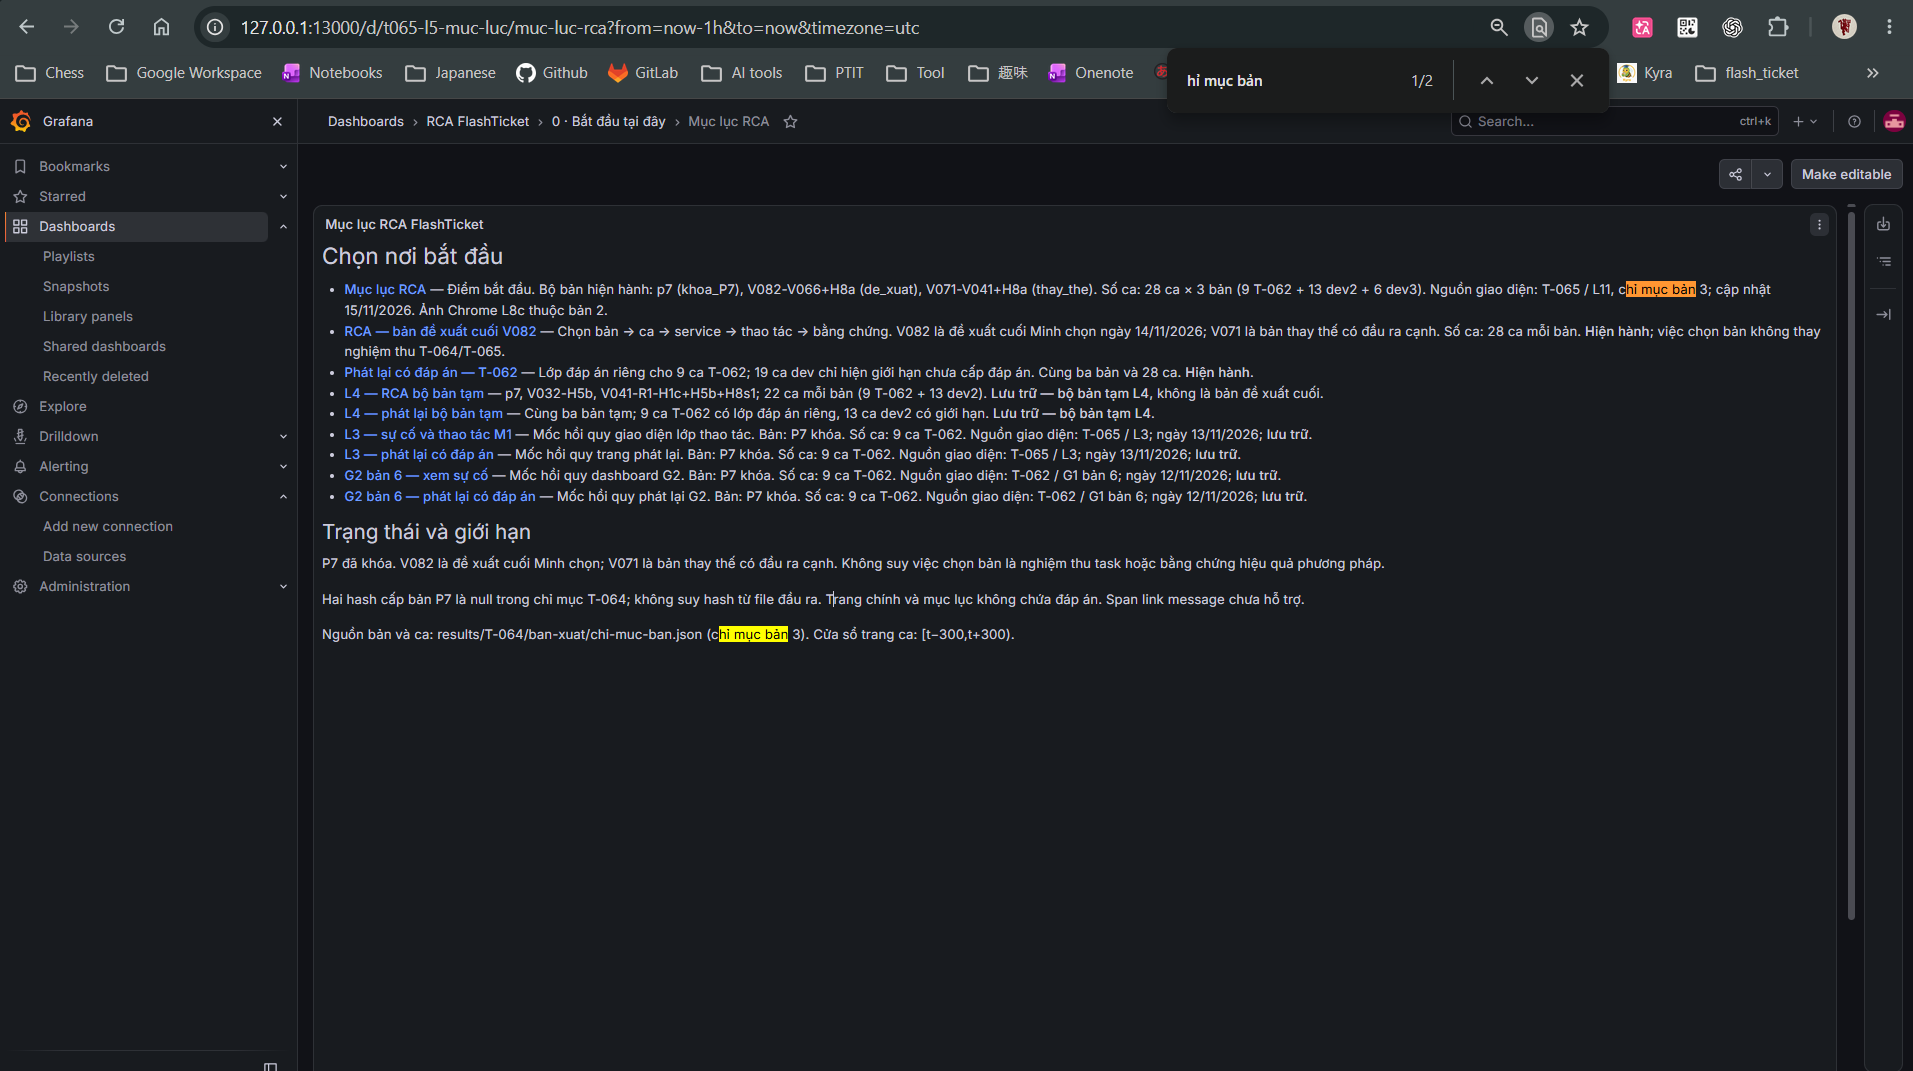 127.0.0.1:13000/d/t065-l5-muc-luc/muc-luc-rca?from=now-1h&to=now&timezone=utc
Chess
Google Workspace
Notebooks
Japanese
Github
GitLab
AI tools
PTIT
Tool
趣味
Onenote
Kyra
flash_ticket
hỉ mục bản
1/2
Grafana
Dashboards › RCA FlashTicket › 0 · Bắt đầu tại đây › Mục lục RCA
Search...
ctrl+k
Bookmarks
Starred
Dashboards
Playlists
Snapshots
Library panels
Shared dashboards
Recently deleted
Explore
Drilldown
Alerting
Connections
Add new connection
Data sources
Administration
Make editable
Mục lục RCA FlashTicket
Chọn nơi bắt đầu
• Mục lục RCA — Điểm bắt đầu. Bộ bản hiện hành: p7 (khoa_P7), V082-V066+H8a (de_xuat), V071-V041+H8a (thay_the). Số ca: 28 ca × 3 bản (9 T-062 + 13 dev2 + 6 dev3). Nguồn giao diện: T-065 / L11, chỉ mục bản 3; cập nhật
15/11/2026. Ảnh Chrome L8c thuộc bản 2.
• RCA — bản đề xuất cuối V082 — Chọn bản → ca → service → thao tác → bằng chứng. V082 là đề xuất cuối Minh chọn ngày 14/11/2026; V071 là bản thay thế có đầu ra cạnh. Số ca: 28 ca mỗi bản. Hiện hành; việc chọn bản không thay
nghiệm thu T-064/T-065.
• Phát lại có đáp án — T-062 — Lớp đáp án riêng cho 9 ca T-062; 19 ca dev chỉ hiện giới hạn chưa cấp đáp án. Cùng ba bản và 28 ca. Hiện hành.
• L4 — RCA bộ bản tạm — p7, V032-H5b, V041-R1-H1c+H5b+H8s1; 22 ca mỗi bản (9 T-062 + 13 dev2). Lưu trữ — bộ bản tạm L4, không là bản đề xuất cuối.
• L4 — phát lại bộ bản tạm — Cùng ba bản tạm; 9 ca T-062 có lớp đáp án riêng, 13 ca dev2 có giới hạn. Lưu trữ — bộ bản tạm L4.
• L3 — sự cố và thao tác M1 — Mốc hồi quy giao diện lớp thao tác. Bản: P7 khóa. Số ca: 9 ca T-062. Nguồn giao diện: T-065 / L3; ngày 13/11/2026; lưu trữ.
• L3 — phát lại có đáp án — Mốc hồi quy trang phát lại. Bản: P7 khóa. Số ca: 9 ca T-062. Nguồn giao diện: T-065 / L3; ngày 13/11/2026; lưu trữ.
• G2 bản 6 — xem sự cố — Mốc hồi quy dashboard G2. Bản: P7 khóa. Số ca: 9 ca T-062. Nguồn giao diện: T-062 / G1 bản 6; ngày 12/11/2026; lưu trữ.
• G2 bản 6 — phát lại có đáp án — Mốc hồi quy phát lại G2. Bản: P7 khóa. Số ca: 9 ca T-062. Nguồn giao diện: T-062 / G1 bản 6; ngày 12/11/2026; lưu trữ.
Trạng thái và giới hạn
P7 đã khóa. V082 là đề xuất cuối Minh chọn; V071 là bản thay thế có đầu ra cạnh. Không suy việc chọn bản là nghiệm thu task hoặc bằng chứng hiệu quả phương pháp.
Hai hash cấp bản P7 là null trong chỉ mục T-064; không suy hash từ file đầu ra. Trang chính và mục lục không chứa đáp án. Span link message chưa hỗ trợ.
Nguồn bản và ca: results/T-064/ban-xuat/chi-muc-ban.json (chỉ mục bản 3). Cửa sổ trang ca: [t−300,t+300).